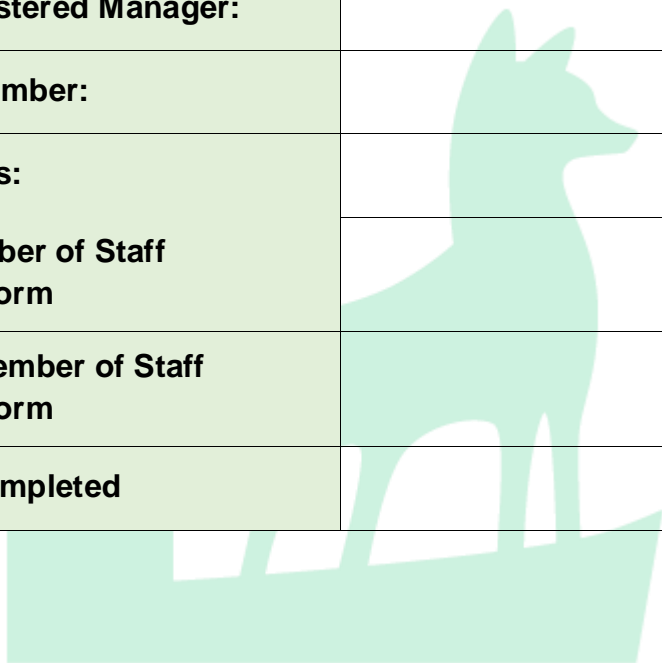 stered Manager:
mber:
s:
ber of Staff
orm
ember of Staff
orm
mpleted